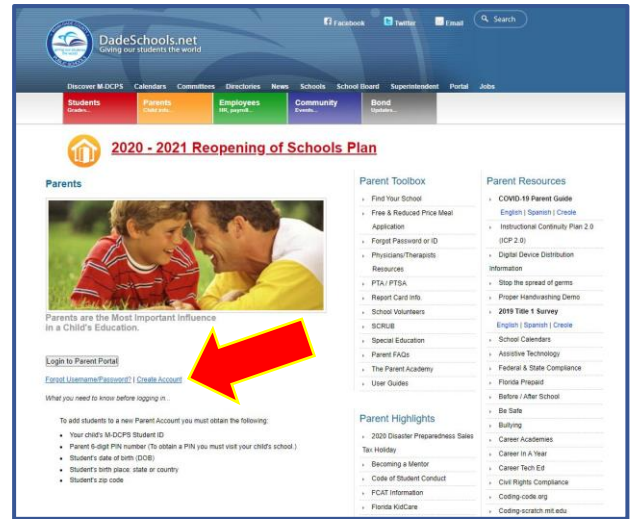 DadeSchools.net
Giving our students the world
Facebook Twitter Email Search
Discover M-DCPS Calendars Committees Directories News Schools School Board Superintendent Portal Jobs
Students Parents Employees Community Bond
Grades... Child info... HR, payroll... Events... Updates...
2020 - 2021 Reopening of Schools Plan
Parents
Parents are the Most Important Influence
in a Child's Education.
Login to Parent Portal
Forgot Username/Password? | Create Account
What you need to know before logging in...
To add students to a new Parent Account you must obtain the following:
Your child's M-DCPS Student ID
Parent 6-digit PIN number (To obtain a PIN you must visit your child's school.)
Student's date of birth (DOB)
Student's birth place: state or country
Student's zip code
Parent Toolbox
Find Your School
Free & Reduced Price Meal
Application
Forgot Password or ID
Physicians/Therapists
Resources
PTA / PTSA
Report Card Info.
School Volunteers
SCRUB
Special Education
Parent FAQs
The Parent Academy
User Guides
Parent Highlights
2020 Disaster Preparedness Sales
Tax Holiday
Becoming a Mentor
Code of Student Conduct
FCAT Information
Florida KidCare
Parent Resources
COVID-19 Parent Guide
English | Spanish | Creole
Instructional Continuity Plan 2.0
(ICP 2.0)
Digital Device Distribution
Information
Stop the spread of germs
Proper Handwashing Demo
2019 Title 1 Survey
English | Spanish | Creole
School Calendars
Assistive Technology
Federal & State Compliance
Florida Prepaid
Before / After School
Be Safe
Bullying
Career Academies
Career In A Year
Career Tech Ed
Civil Rights Compliance
Coding-code.org
Coding-scratch.mit.edu